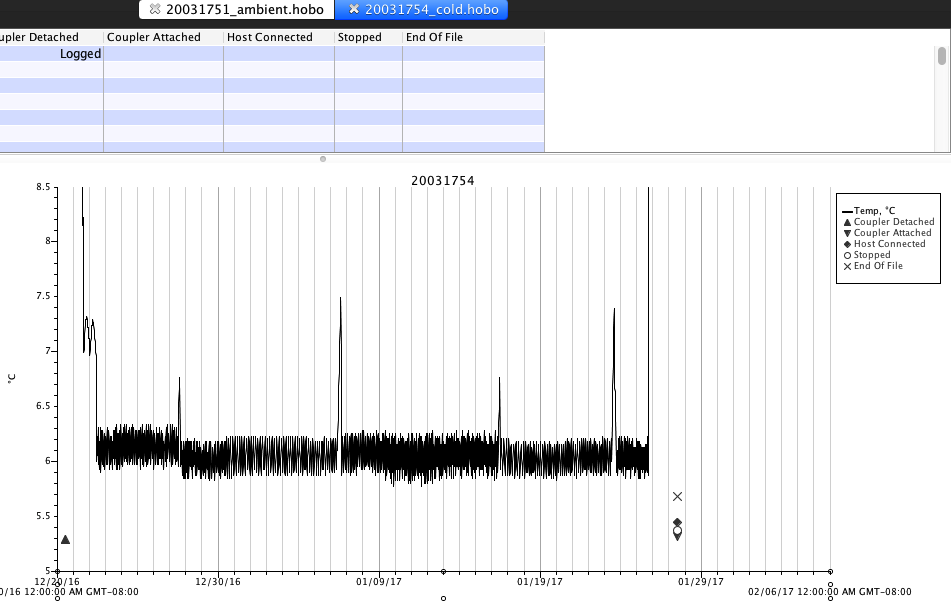 20031751_ambient.hobo 20031754_cold.hobo
upler Detached Coupler Attached Host Connected Stopped End Of File
Logged
20031754
8.5
8
7.5
7
6.5
6
5.5
5
°C
Temp, °C
Coupler Detached
Coupler Attached
Host Connected
Stopped
End Of File
12/20/16 12/30/16 01/09/17 01/19/17 01/29/17
0/16 12:00:00 AM GMT-08:00 02/06/17 12:00:00 AM GMT-08:00